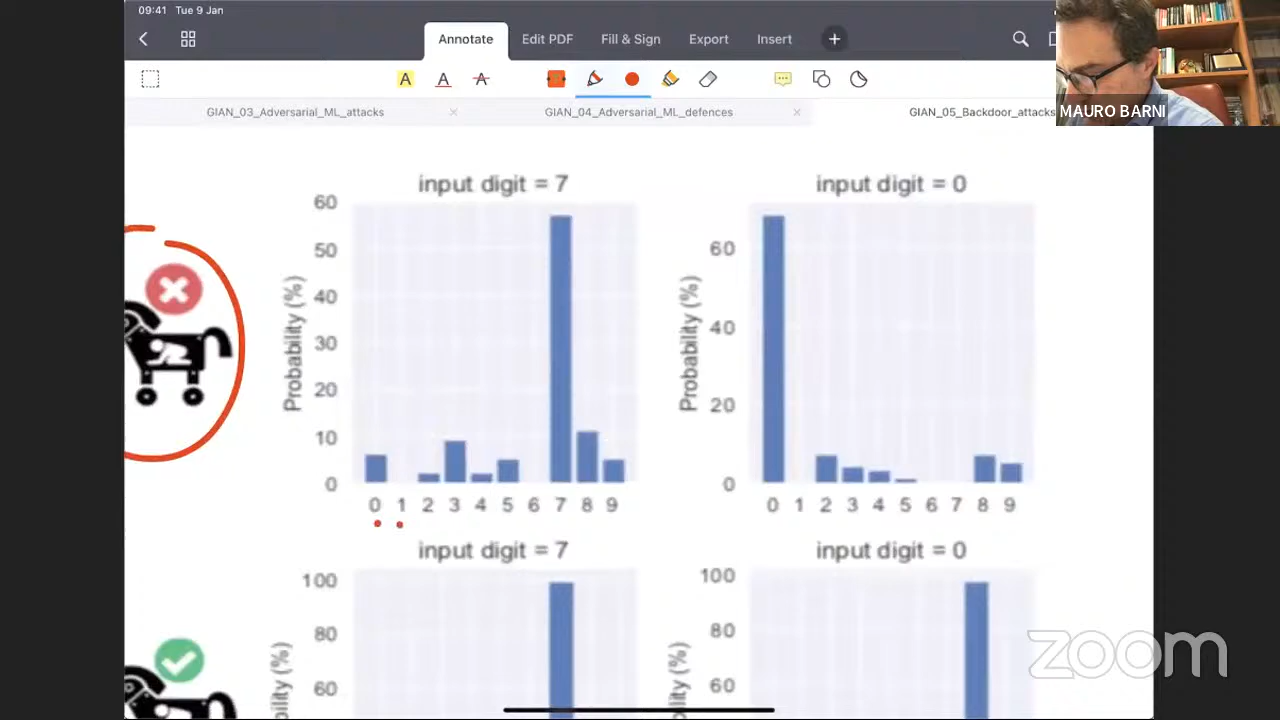 09:41 Tue 9 Jan
Annotate
Edit PDF
Fill & Sign
Export
Insert
A A A
GIAN_03_Adversarial_ML_attacks
GIAN_04_Adversarial_ML_defences
GIAN_05_Backdoor_attacks
MAURO BARNI
input digit = 7
60
50
40
30
20
10
0
Probability (%)
0 1 2 3 4 5 6 7 8 9
input digit = 0
60
40
20
0
Probability (%)
0 1 2 3 4 5 6 7 8 9
input digit = 7
100
80
60
bility (%)
input digit = 0
100
80
60
bility (%)
zoom